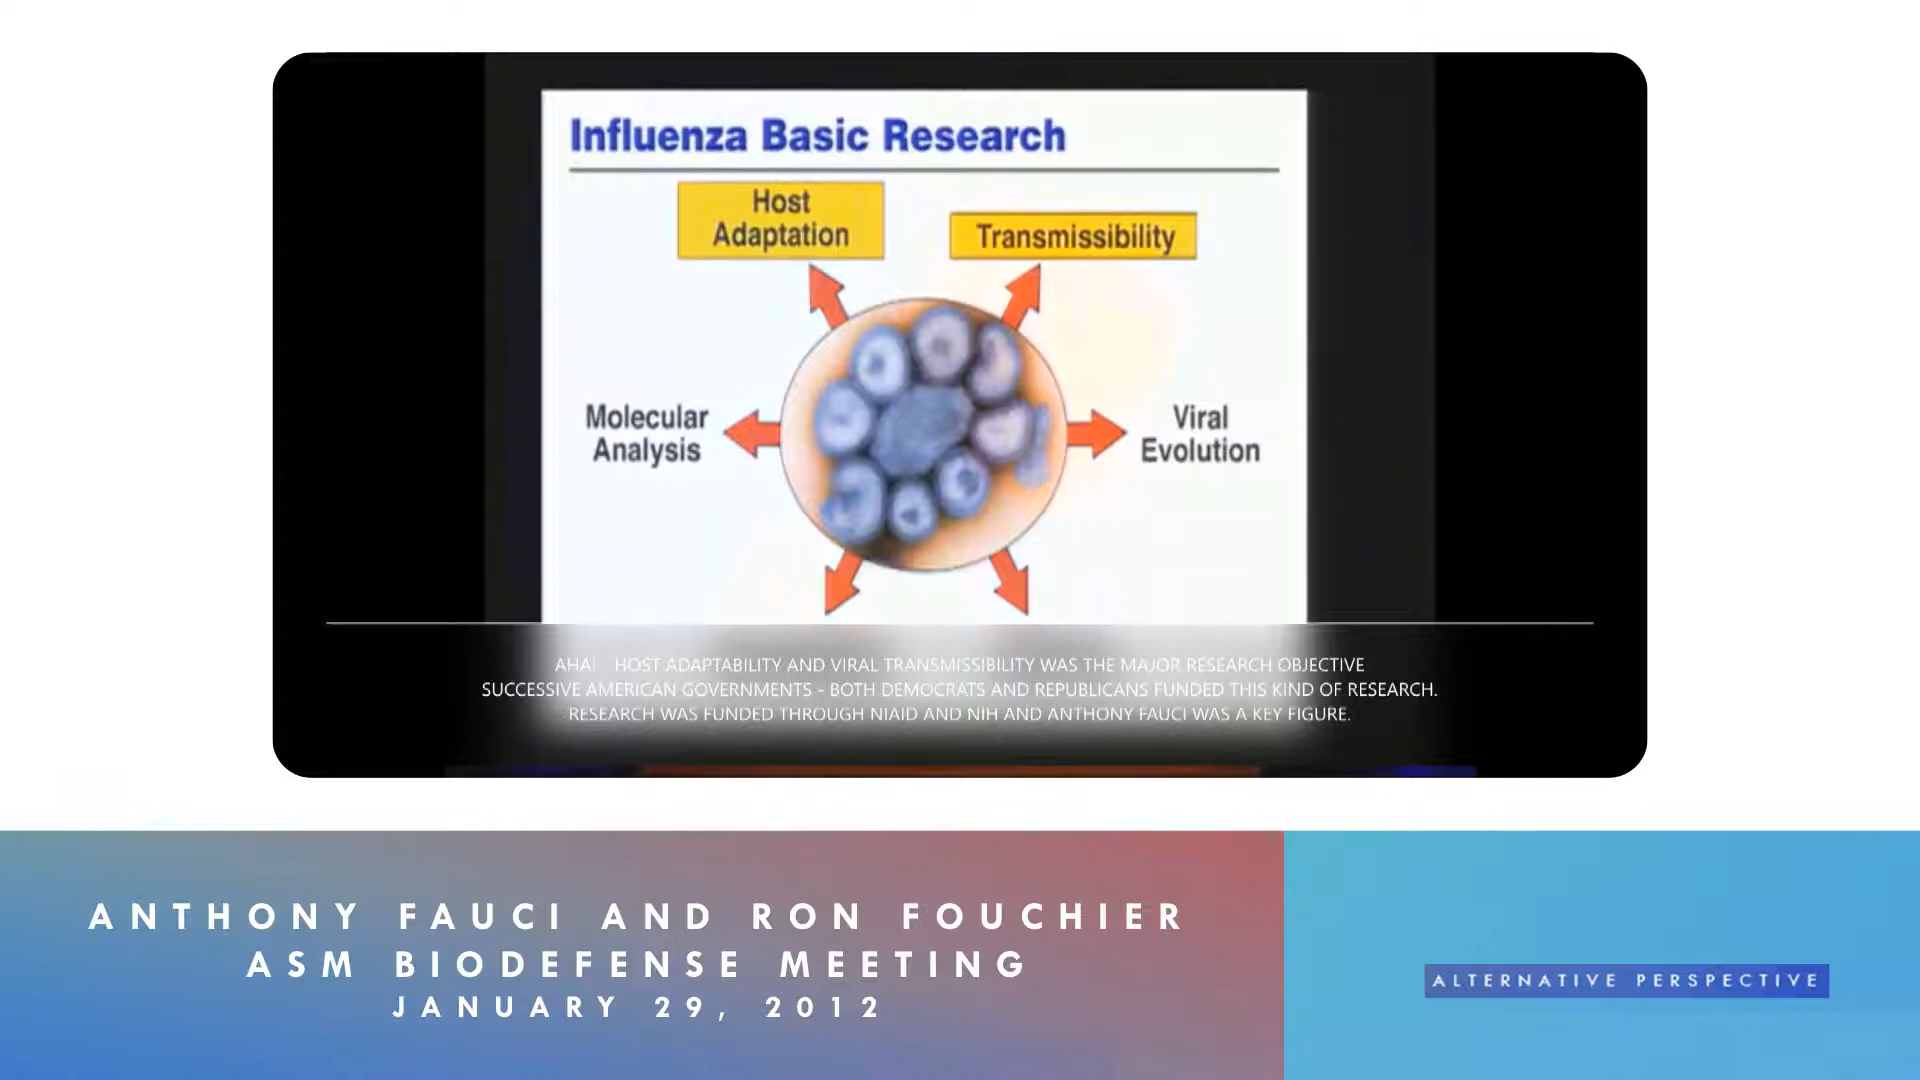 Influenza Basic Research
Host
Adaptation
Transmissibility
Molecular
Analysis
Viral
Evolution
AHA! HOST ADAPTABILITY AND VIRAL TRANSMISSIBILITY WAS THE MAJOR RESEARCH OBJECTIVE
SUCCESSIVE AMERICAN GOVERNMENTS - BOTH DEMOCRATS AND REPUBLICANS FUNDED THIS KIND OF RESEARCH.
RESEARCH WAS FUNDED THROUGH NIAID AND NIH AND ANTHONY FAUCI WAS A KEY FIGURE.
ANTHONY FAUCI AND RON FOUCHIER
ASM BIODEFENSE MEETING
JANUARY 29, 2012
ALTERNATIVE PERSPECTIVE